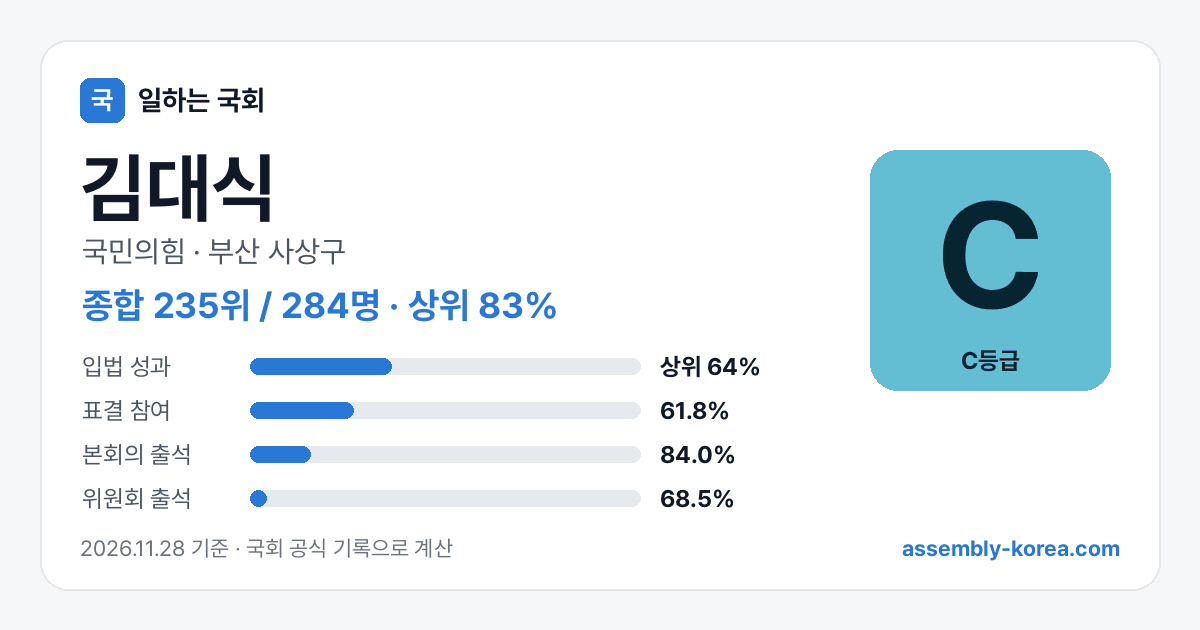 국 일하는 국회
김대식
국민의힘 · 부산 사상구
종합 235위 / 284명 · 상위 83%
입법 성과 상위 64%
표결 참여 61.8%
본회의 출석 84.0%
위원회 출석 68.5%
C
C등급
2026.11.28 기준 · 국회 공식 기록으로 계산
assembly-korea.com